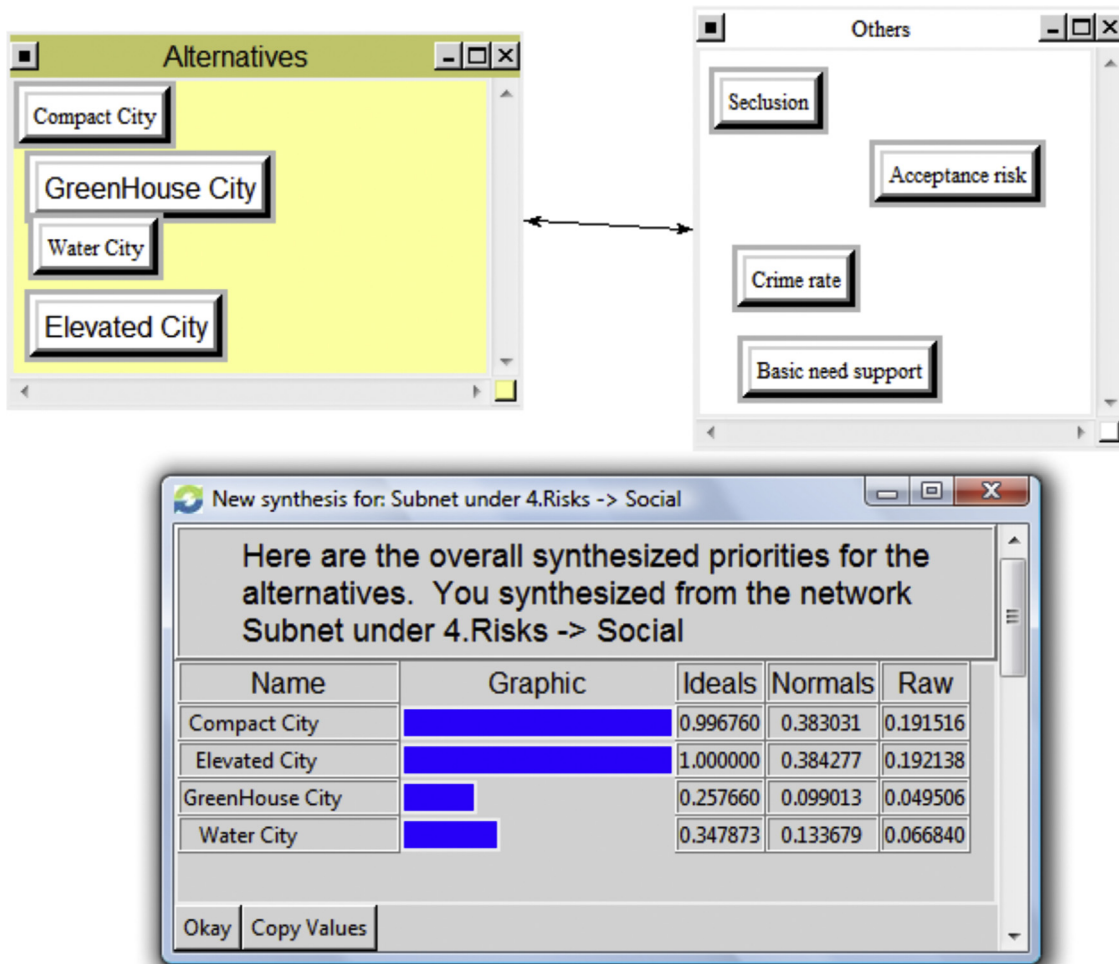 Alternatives
Compact City
GreenHouse City
Water City
Elevated City
Others
Seclusion
Acceptance risk
Crime rate
Basic need support
New synthesis for: Subnet under 4.Risks -> Social
Here are the overall synthesized priorities for the
alternatives. You synthesized from the network
Subnet under 4.Risks -> Social
Name Graphic Ideals Normals Raw
Compact City 0.996760 0.383031 0.191516
Elevated City 1.000000 0.384277 0.192138
GreenHouse City 0.257660 0.099013 0.049506
Water City 0.347873 0.133679 0.066840
Okay Copy Values